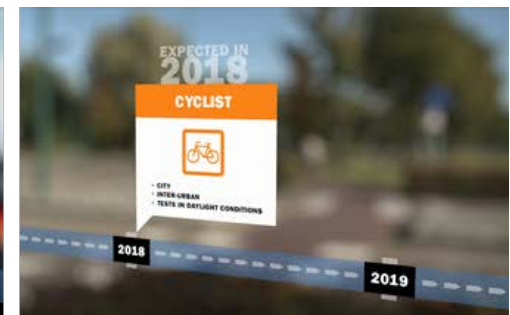 EXPECTED IN
2018
CYCLIST
· CITY
· INTER-URBAN
· TESTS IN DAYLIGHT CONDITIONS
2018
2019